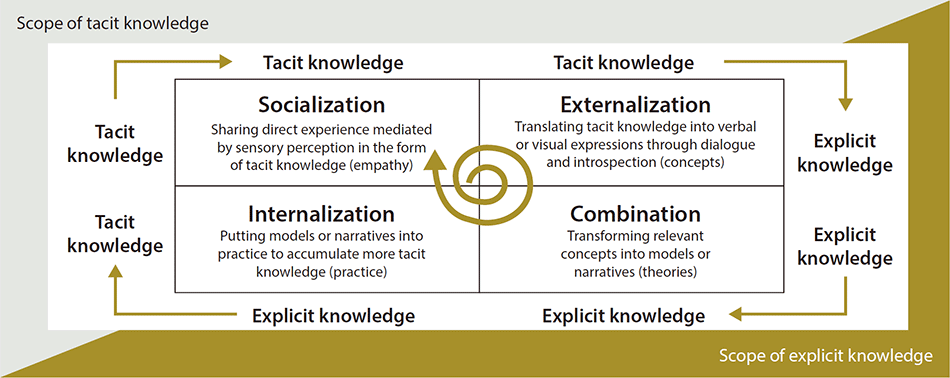 Scope of tacit knowledge
Tacit knowledge
Tacit knowledge
Tacit
knowledge
Socialization
Sharing direct experience mediated
by sensory perception in the form
of tacit knowledge (empathy)
Externalization
Translating tacit knowledge into verbal
or visual expressions through dialogue
and introspection (concepts)
Explicit
knowledge
Tacit
knowledge
Internalization
Putting models or narratives into
practice to accumulate more tacit
knowledge (practice)
Combination
Transforming relevant
concepts into models or
narratives (theories)
Explicit
knowledge
Explicit knowledge
Explicit knowledge
Scope of explicit knowledge